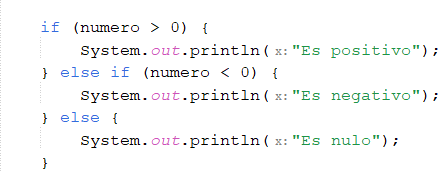 if (numero > 0) {
System.out.println( x: "Es positivo");
} else if (numero < 0) {
System.out.println( x: "Es negativo");
} else {
System.out.println( x: "Es nulo");
}